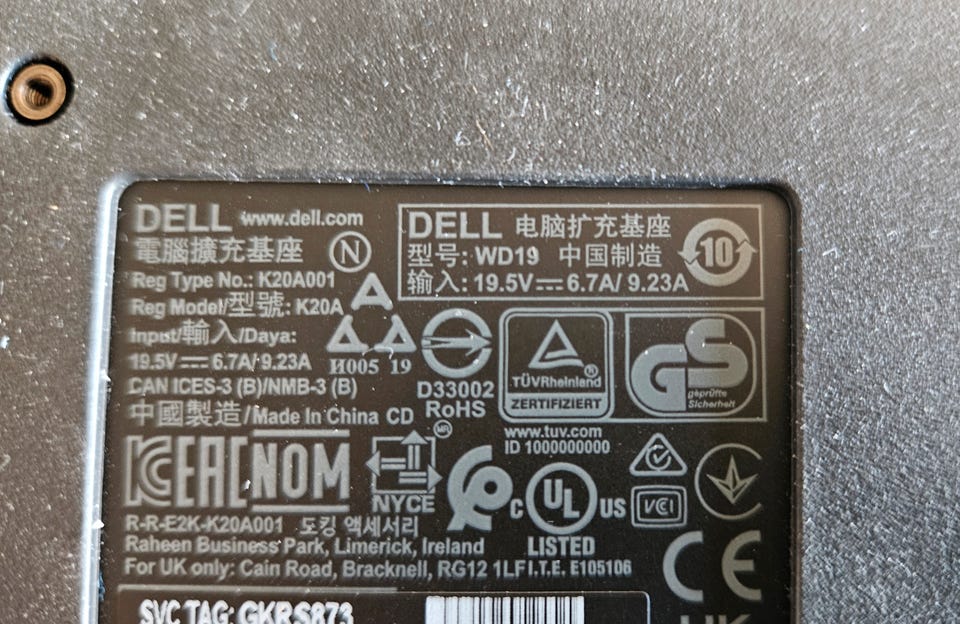 DELL www.dell.com
電腦擴充基座 N
Reg Type No.: K20A001
Reg Model/型號: K20A
Input/輸入/Daya:
19.5V⎓6.7A/9.23A
CAN ICES-3 (B)/NMB-3 (B)
中國製造/Made In China CD
DELL 电脑扩充基座
型号: WD19 中国制造
输入: 19.5V⎓6.7A/ 9.23A
10
И005 19
D33002
RoHS
TÜVRheinland®
ZERTIFIZIERT
GS
geprüfte
Sicherheit
www.tuv.com
ID 1000000000
KC EAC NOM
NYCE MR
C UL US
LISTED
I.T.E. E105106
VCI
CE
R-R-E2K-K20A001 도킹 액세서리
Raheen Business Park, Limerick, Ireland
For UK only: Cain Road, Bracknell, RG12 1LF
SVC TAG: GKRS873
UK